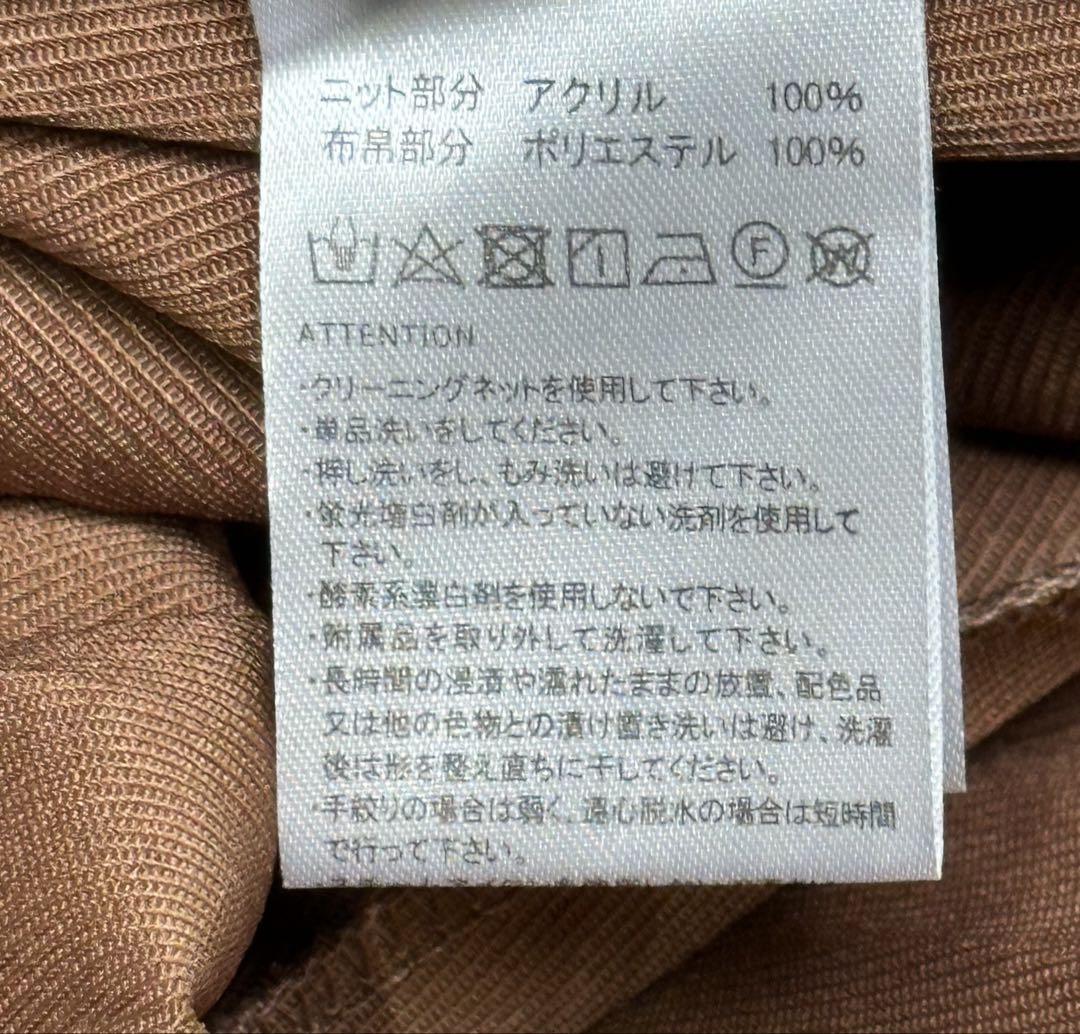 ニット部分 アクリル 100%
布帛部分 ポリエステル 100%
F W
ATTENTION
・クリーニングネットを使用して下さい。
・単品洗いをしてください。
・押し洗いをし、もみ洗いは避けて下さい。
・蛍光増白剤が入っていない洗剤を使用して
下さい。
・酵素系漂白剤を使用しないで下さい。
・附属品を取り外して洗濯して下さい。
・長時間の浸漬や濡れたままの放置、配色品
又は他の色物との漬け置き洗いは避け、洗濯
後は形を整え直ちに干してください。
・手絞りの場合は弱く、遠心脱水の場合は短時間
で行って下さい。